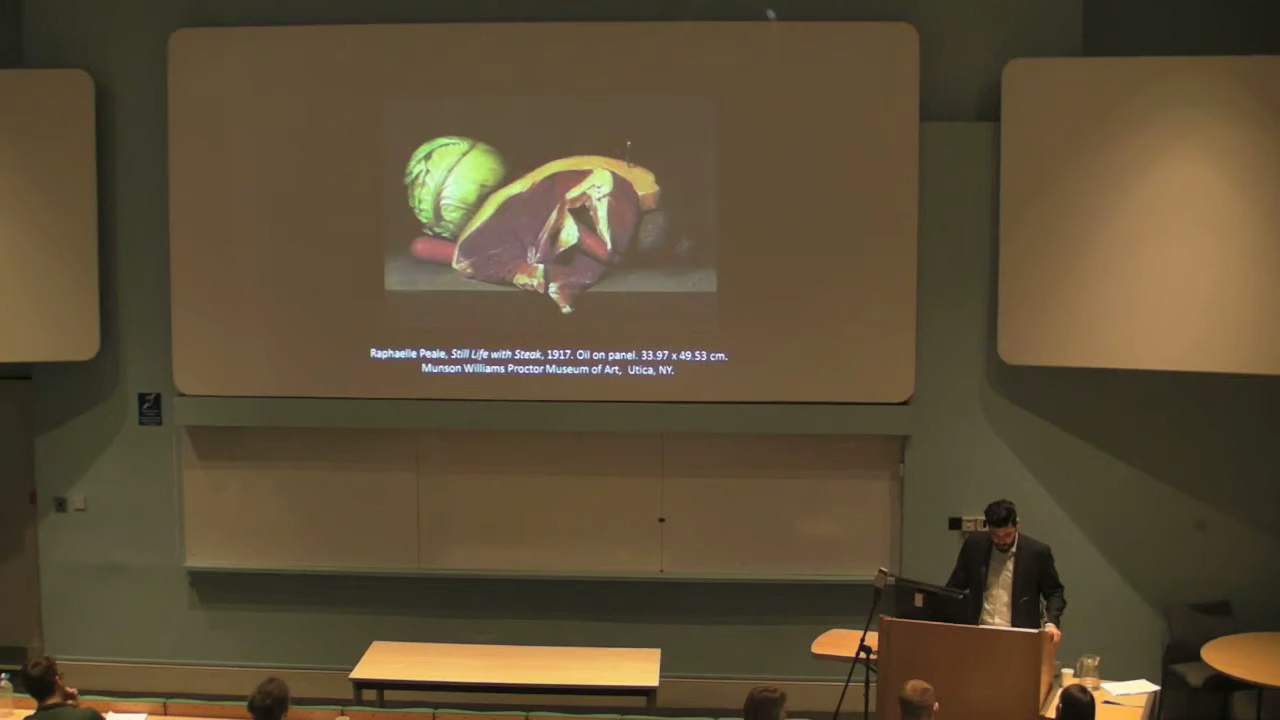 Raphaelle Peale, Still Life with Steak, 1917. Oil on panel. 33.97 x 49.53 cm.
Munson Williams Proctor Museum of Art, Utica, NY.